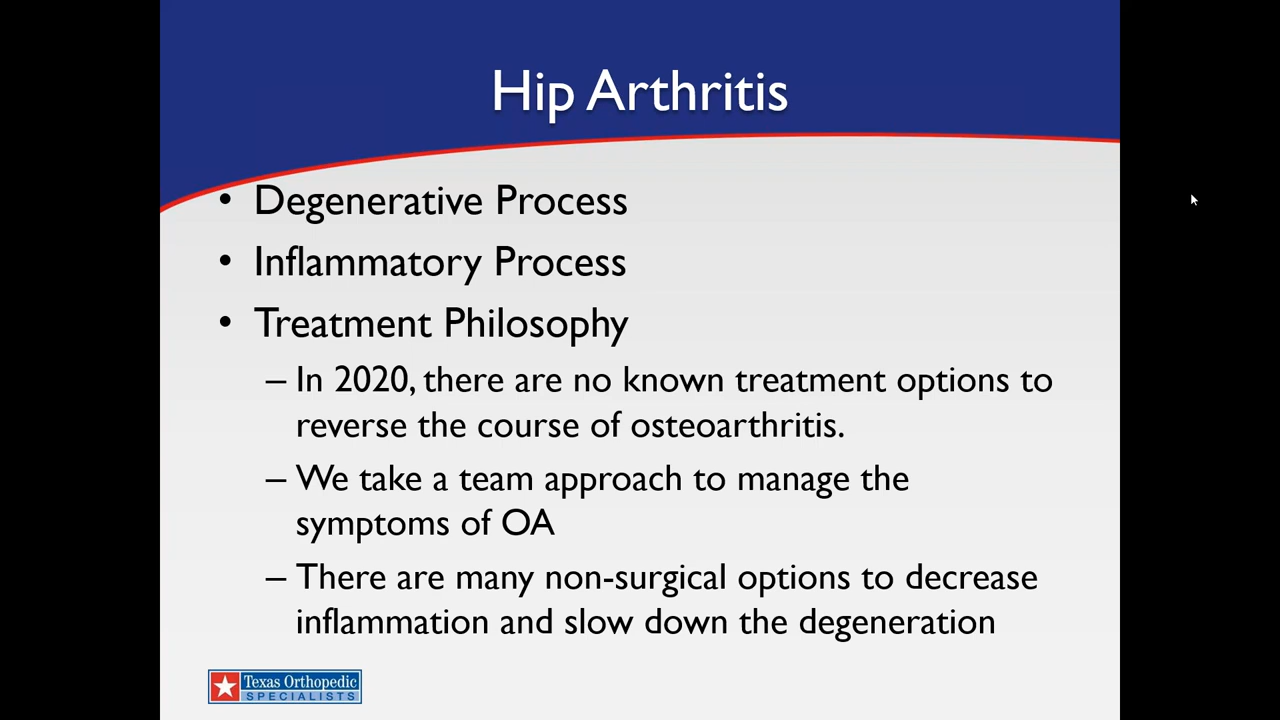 Hip Arthritis
• Degenerative Process
• Inflammatory Process
• Treatment Philosophy
– In 2020, there are no known treatment options to
reverse the course of osteoarthritis.
– We take a team approach to manage the
symptoms of OA
– There are many non-surgical options to decrease
inflammation and slow down the degeneration
Texas Orthopedic
SPECIALISTS